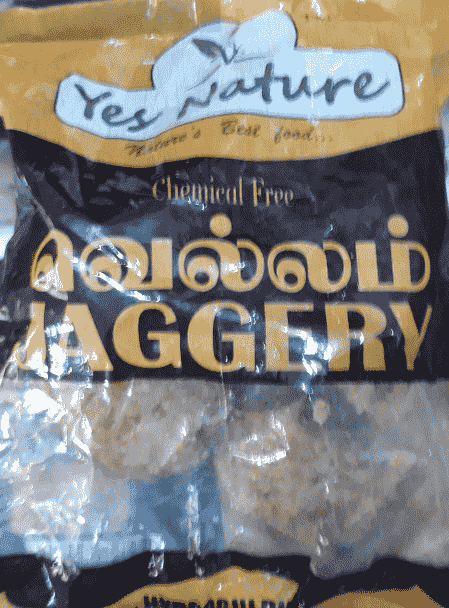 Yes Nature
Nature's Best food...
Chemical Free
வெல்லம்
JAGGERY